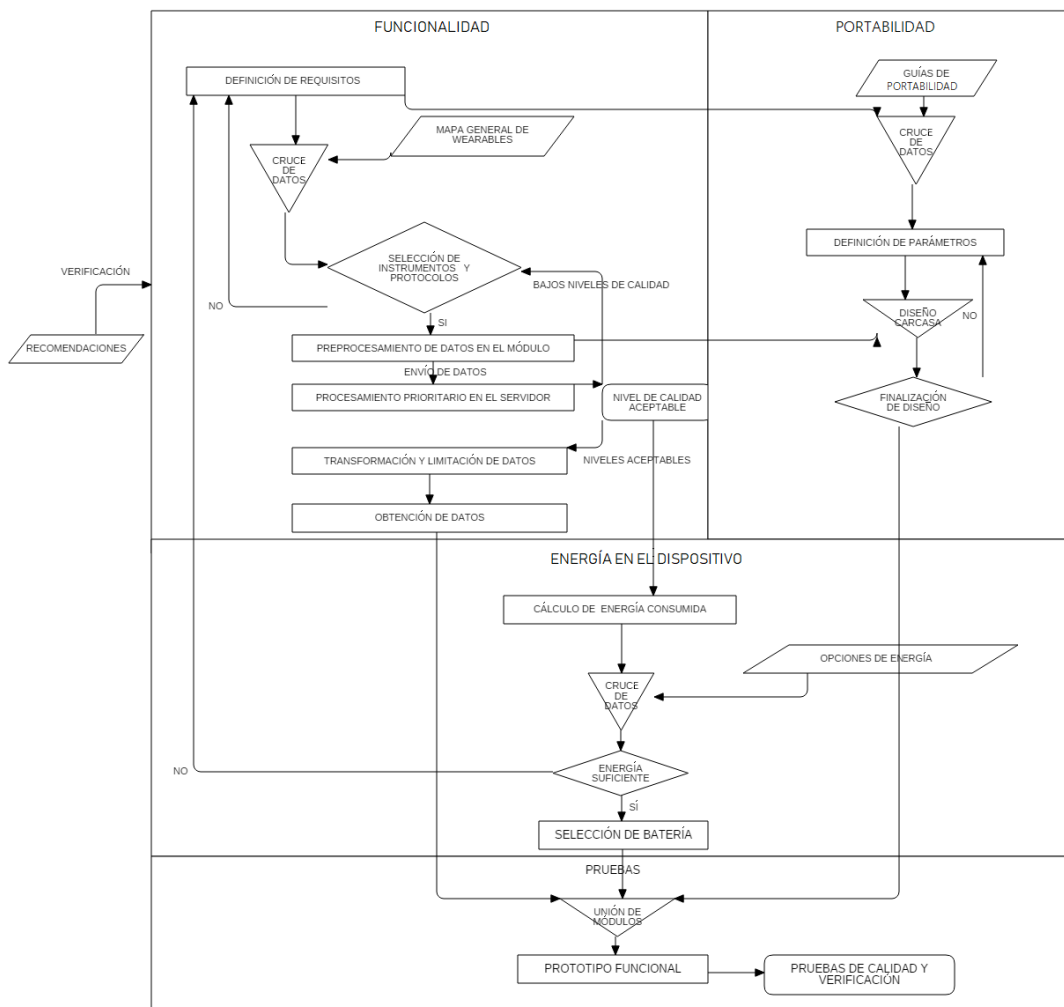 FUNCIONALIDAD
PORTABILIDAD
DEFINICIÓN DE REQUISITOS
GUÍAS DE
PORTABILIDAD
MAPA GENERAL DE
WEARABLES
CRUCE
DE
DATOS
CRUCE
DE
DATOS
DEFINICIÓN DE PARÁMETROS
SELECCIÓN DE
INSTRUMENTOS Y
PROTOCOLOS
VERIFICACIÓN
BAJOS NIVELES DE CALIDAD
NO
SI
DISEÑO
CARCASA
NO
RECOMENDACIONES
PREPROCESAMIENTO DE DATOS EN EL MÓDULO
ENVÍO DE DATOS
PROCESAMIENTO PRIORITARIO EN EL SERVIDOR
NIVEL DE CALIDAD
ACEPTABLE
FINALIZACIÓN
DE DISEÑO
TRANSFORMACIÓN Y LIMITACIÓN DE DATOS
NIVELES ACEPTABLES
OBTENCIÓN DE DATOS
ENERGÍA EN EL DISPOSITIVO
CÁLCULO DE ENERGÍA CONSUMIDA
OPCIONES DE ENERGÍA
CRUCE
DE
DATOS
NO
ENERGÍA
SUFICIENTE
SÍ
SELECCIÓN DE BATERÍA
PRUEBAS
UNIÓN DE
MÓDULOS
PROTOTIPO FUNCIONAL
PRUEBAS DE CALIDAD Y
VERIFICACIÓN